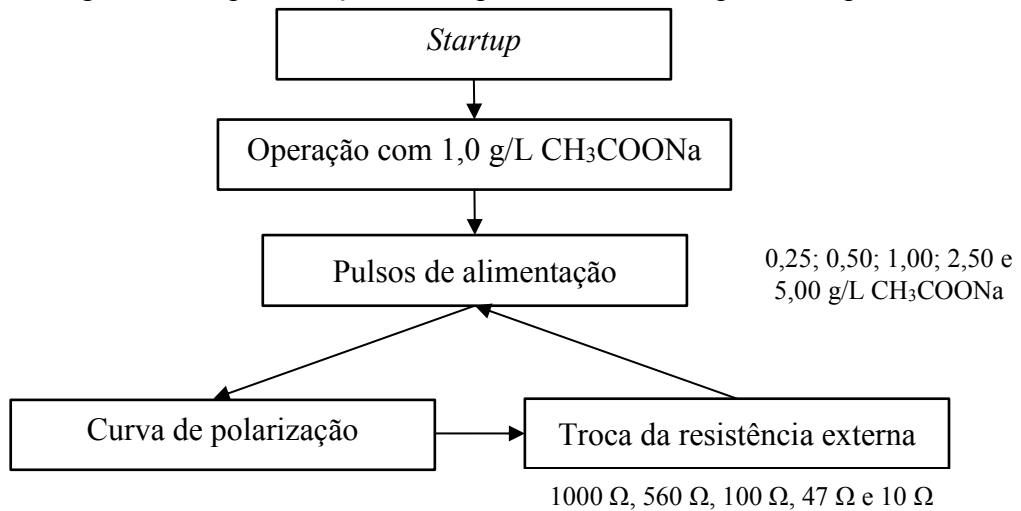 Startup
Operação com 1,0 g/L CH₃COONa
Pulsos de alimentação
0,25; 0,50; 1,00; 2,50 e
5,00 g/L CH₃COONa
Curva de polarização
Troca da resistência externa
1000 Ω, 560 Ω, 100 Ω, 47 Ω e 10 Ω